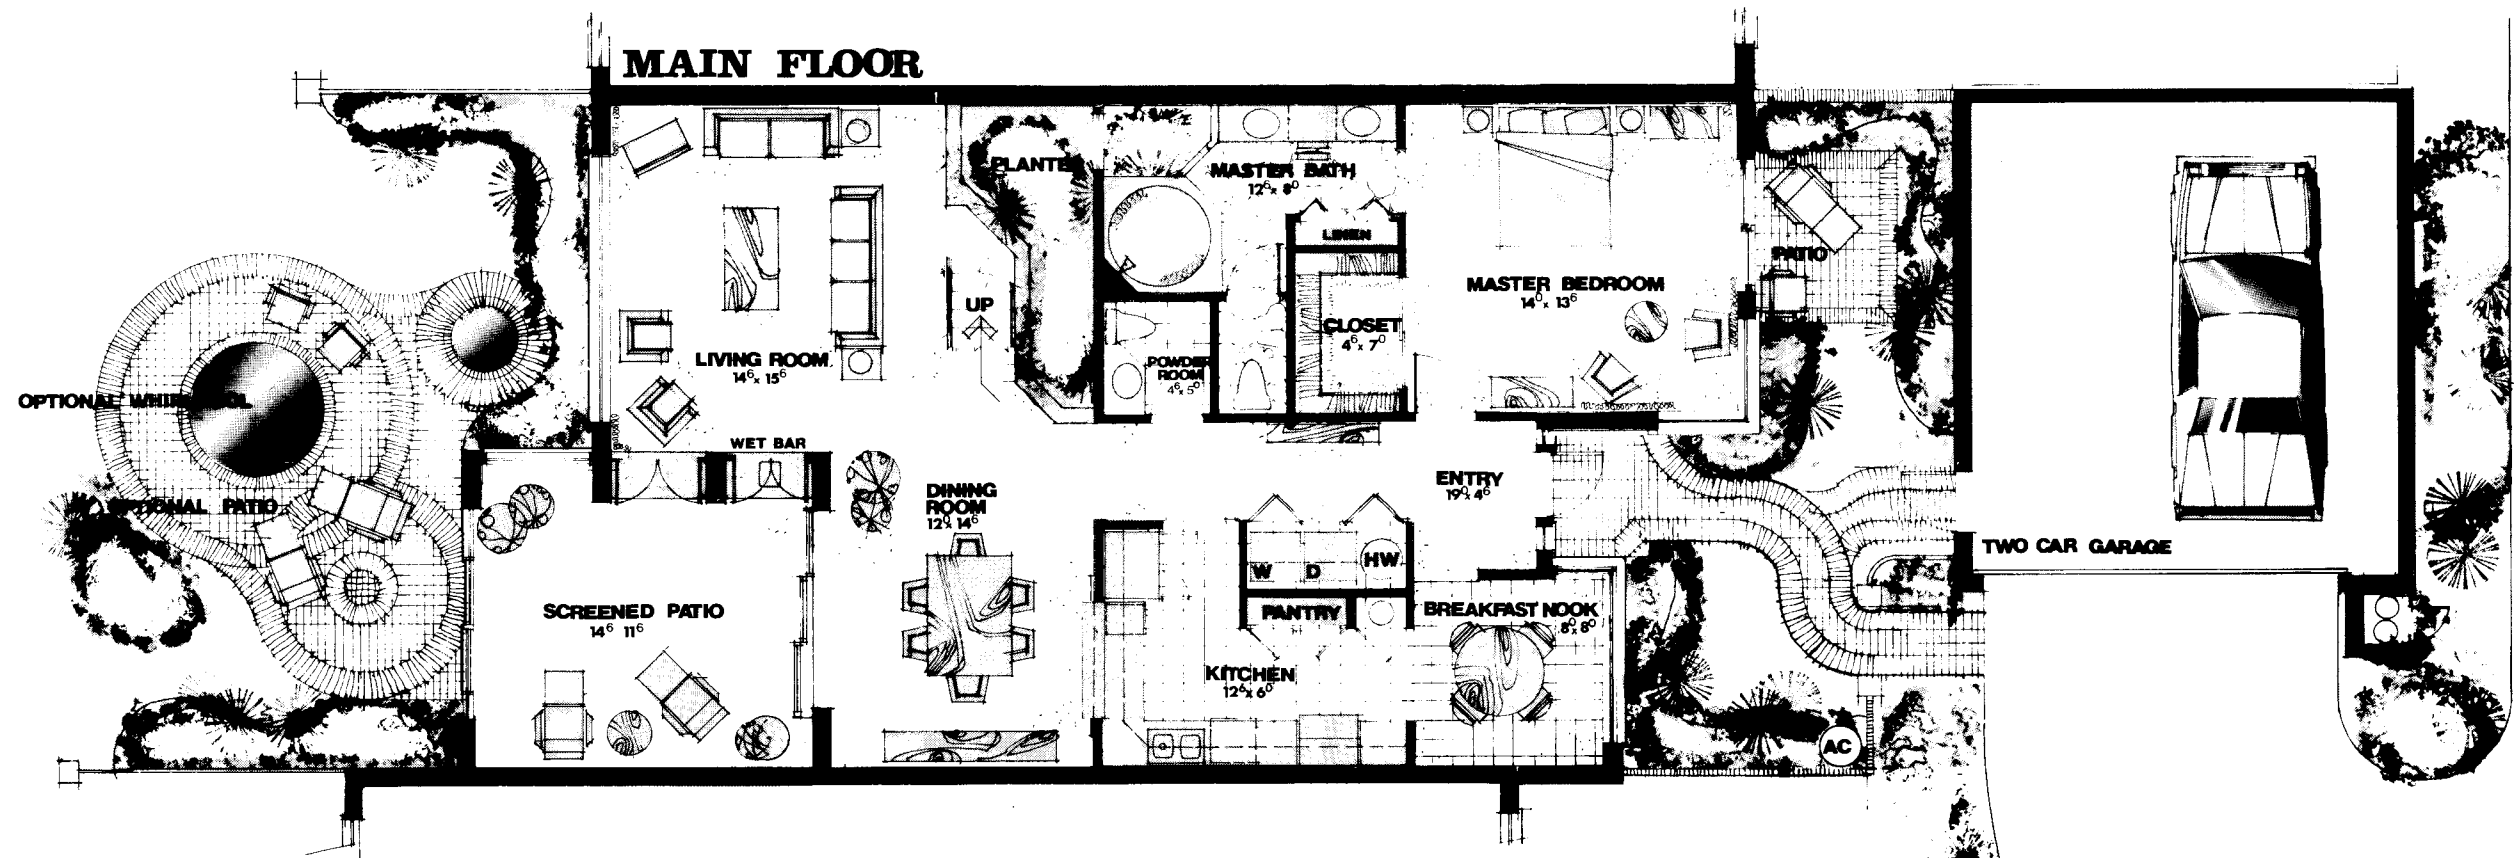 MAIN FLOOR
PLANTER
MASTER BATH
12⁶ x 8⁰
LINEN
PATIO
MASTER BEDROOM
14⁰ x 13⁶
UP
CLOSET
4⁶ x 7⁰
LIVING ROOM
14⁶ x 15⁶
POWDER
ROOM
4⁶ x 5⁰
OPTIONAL WHIRLPOOL
WET BAR
ENTRY
19⁰ x 4⁶
DINING
ROOM
12⁰ x 14⁶
OPTIONAL PATIO
TWO CAR GARAGE
W
D
HW
SCREENED PATIO
14⁶ 11⁶
PANTRY
BREAKFAST NOOK
8⁰ x 8⁰
KITCHEN
12⁶ x 6⁰
AC